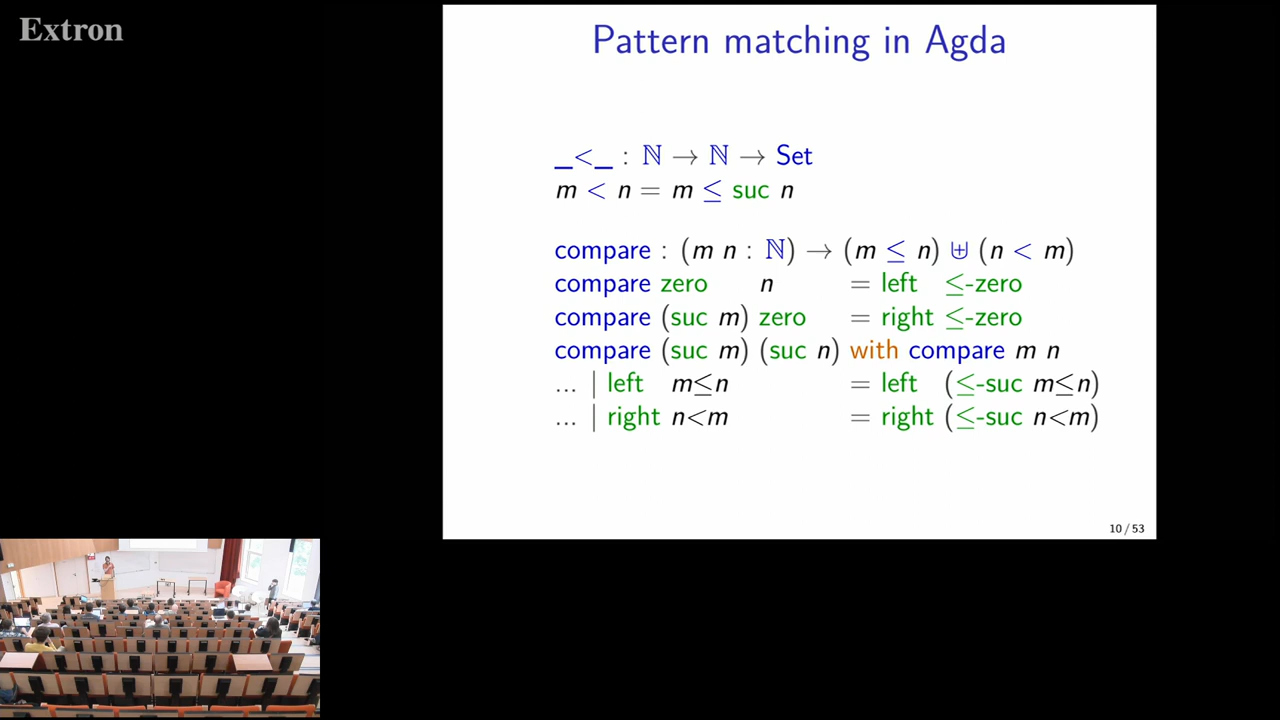 Extron
Pattern matching in Agda
_<_ : ℕ → ℕ → Set
m < n = m ≤ suc n
compare : (m n : ℕ) → (m ≤ n) ⊎ (n < m)
compare zero n = left ≤-zero
compare (suc m) zero = right ≤-zero
compare (suc m) (suc n) with compare m n
... | left m≤n = left (≤-suc m≤n)
... | right n<m = right (≤-suc n<m)
10 / 53